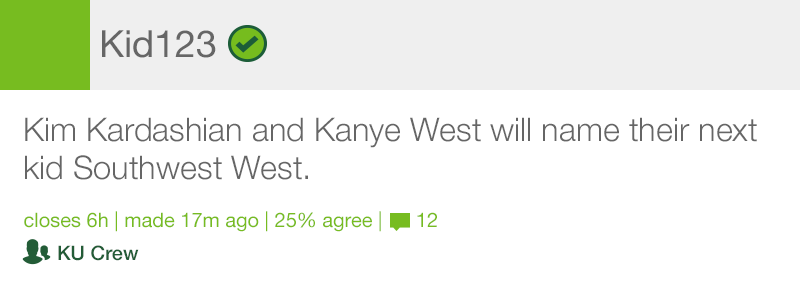 Kid123
Kim Kardashian and Kanye West will name their next
kid Southwest West.
closes 6h | made 17m ago | 25% agree | 12
KU Crew